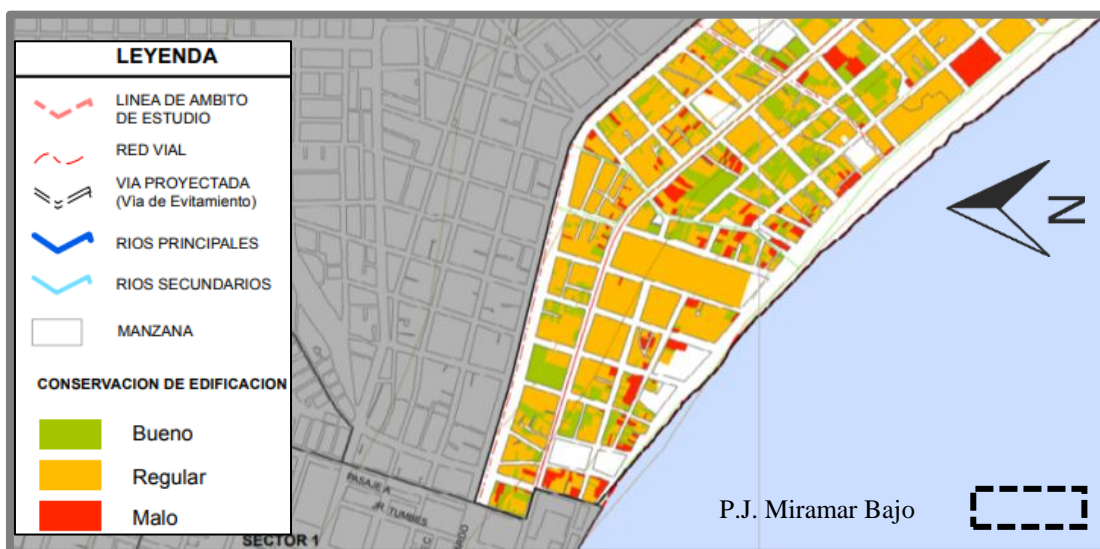 LEYENDA
LINEA DE AMBITO
DE ESTUDIO
RED VIAL
VIA PROYECTADA
(Via de Evitamiento)
RIOS PRINCIPALES
RIOS SECUNDARIOS
MANZANA
CONSERVACION DE EDIFICACION
Bueno
Regular
Malo
N
PASAJE A
JR. TUMBES
SECTOR 1
P.J. Miramar Bajo